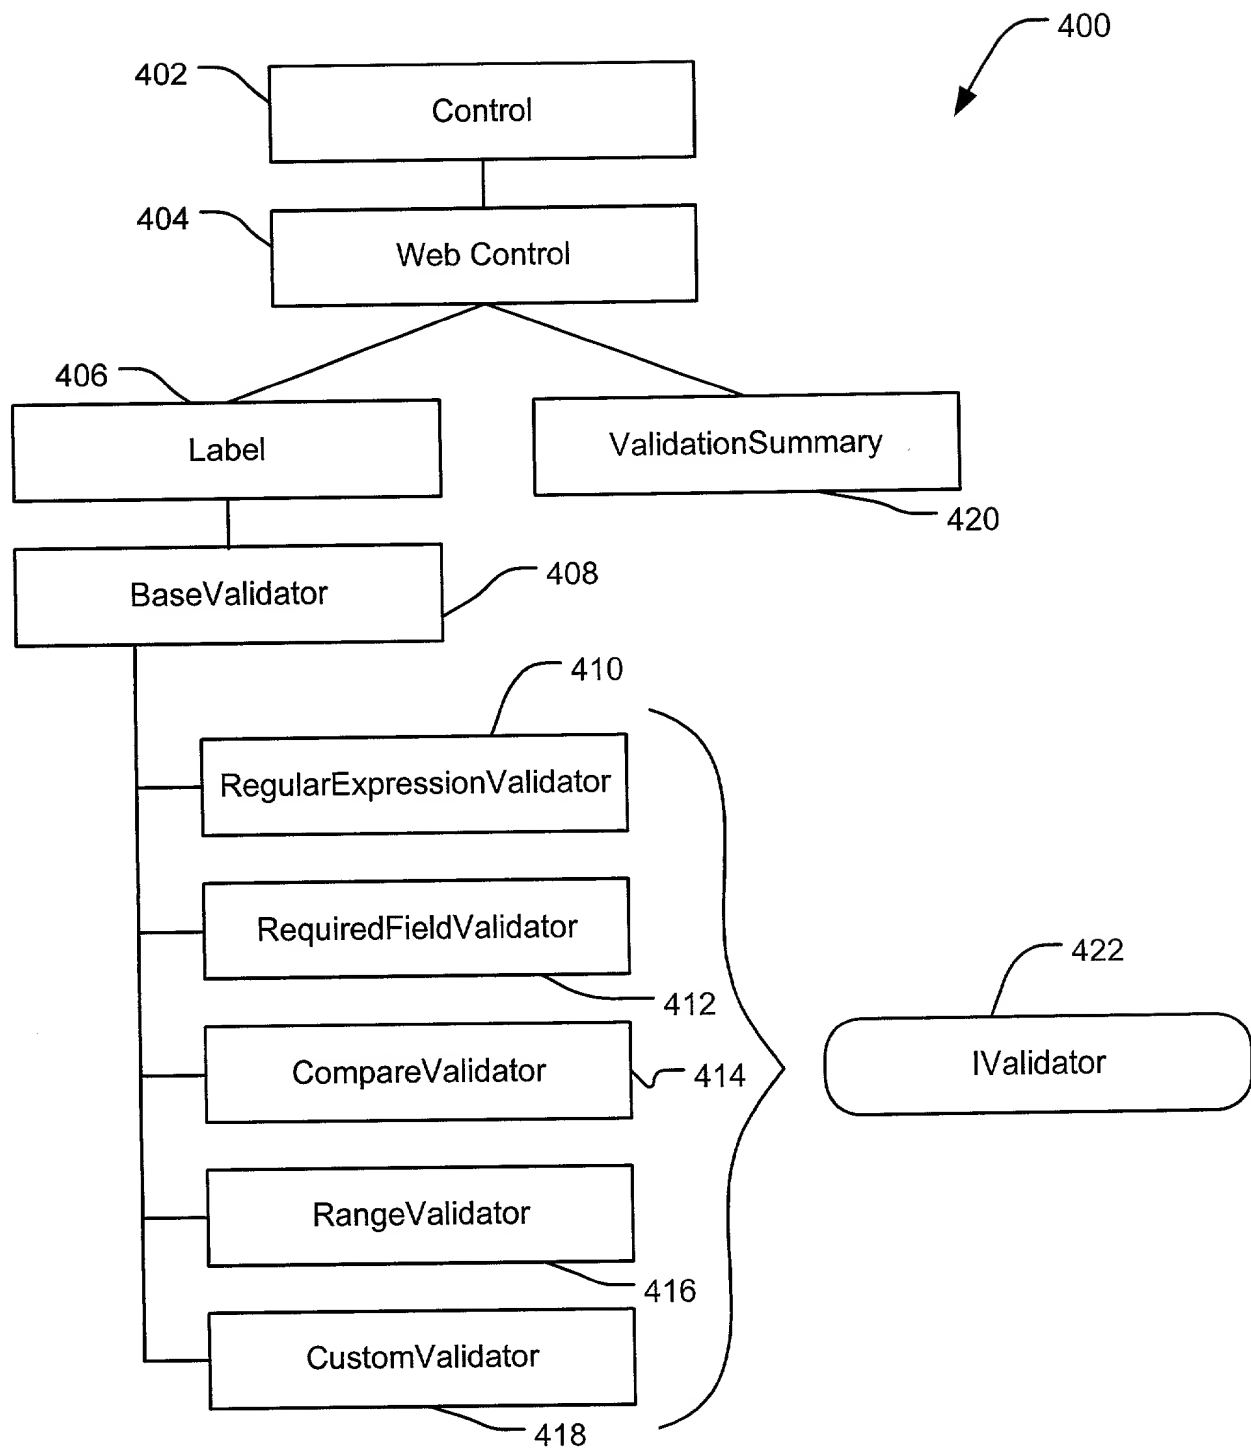 400
402
Control
404
Web Control
406
Label
ValidationSummary
420
BaseValidator
408
410
RegularExpressionValidator
RequiredFieldValidator
412
422
CompareValidator
414
IValidator
RangeValidator
416
CustomValidator
418